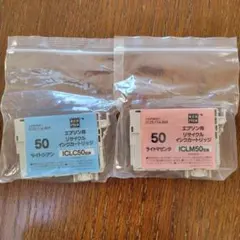 50
ライトシアン
エプソン用
リサイクル
インクカートリッジ
ICLC50
50
ライトマゼンタ
エプソン用
リサイクル
インクカートリッジ
ICLM50